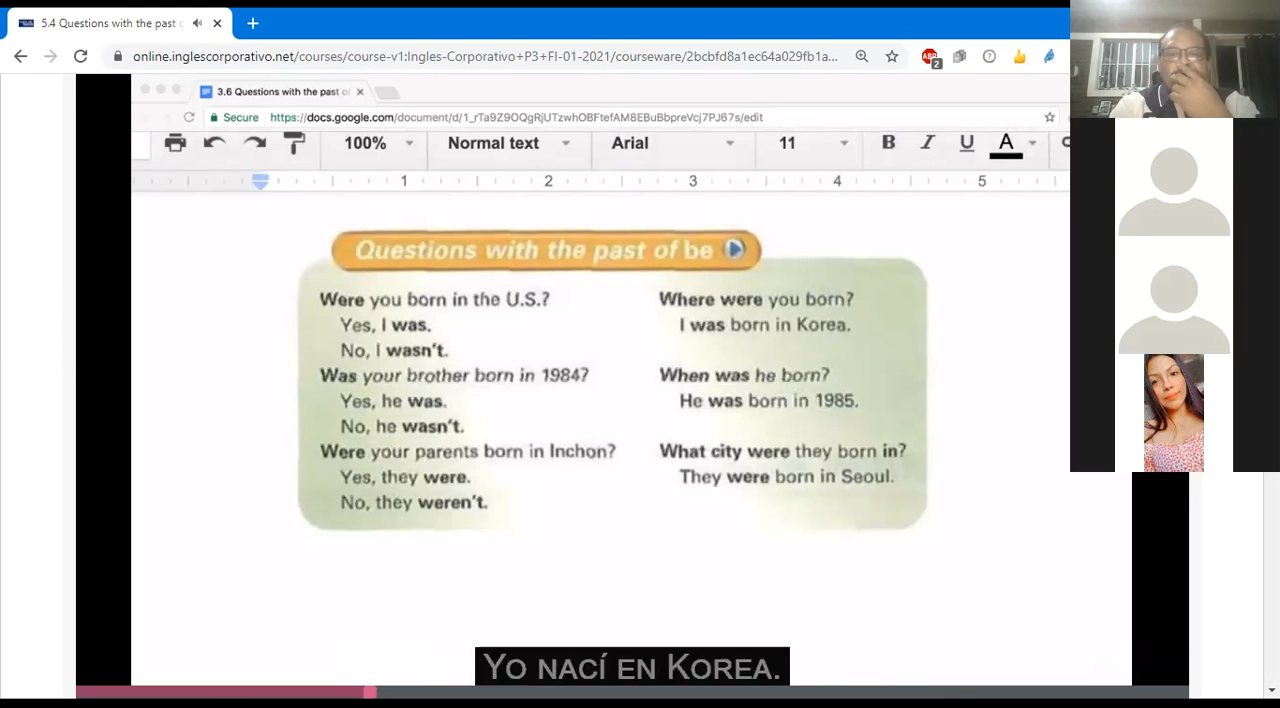 5.4 Questions with the past
online.inglescorporativo.net/courses/course-v1:Ingles-Corporativo+P3+FI-01-2021/courseware/2bcbfd8a1ec64a029fb1a...
2
3.6 Questions with the past of
Secure https://docs.google.com/document/d/1_rTa9Z9OQgRjUTzwhOBFtefAM8EBuBbpreVcj7PJ67s/edit
100% Normal text Arial 11 B I U A
1 2 3 4 5
Questions with the past of be
Were you born in the U.S.?
Yes, I was.
No, I wasn't.
Was your brother born in 1984?
Yes, he was.
No, he wasn't.
Were your parents born in Inchon?
Yes, they were.
No, they weren't.
Where were you born?
I was born in Korea.
When was he born?
He was born in 1985.
What city were they born in?
They were born in Seoul.
Yo nací en Korea.